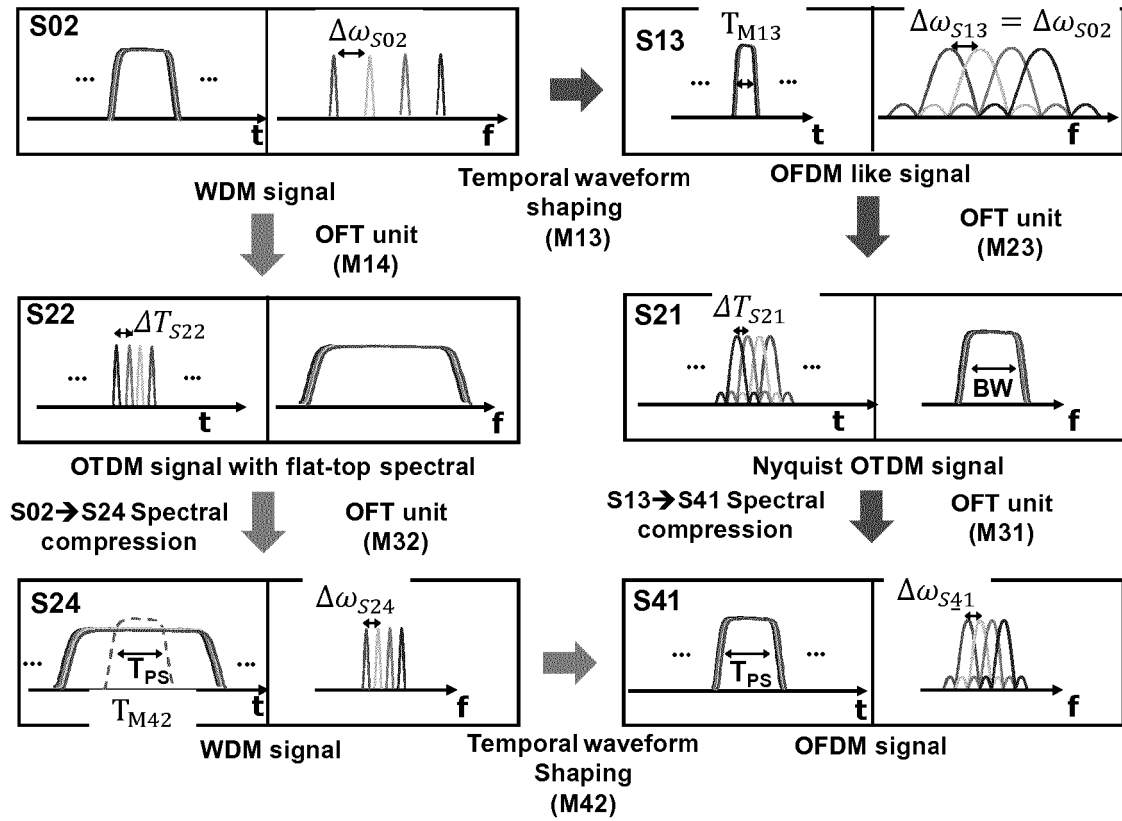 S02
Δω_S02
... ...
t
f
S13
T_M13
Δω_S13 = Δω_S02
... ...
t
f
WDM signal
Temporal waveform
shaping
(M13)
OFDM like signal
OFT unit
(M14)
OFT unit
(M23)
S22
ΔT_S22
... ...
t
f
S21
ΔT_S21
... ...
BW
t
f
OTDM signal with flat-top spectral
Nyquist OTDM signal
S02➔S24 Spectral
compression
OFT unit
(M32)
S13➔S41 Spectral
compression
OFT unit
(M31)
S24
Δω_S24
... ...
T_PS
T_M42
t
f
S41
Δω_S41
... ...
T_PS
t
f
WDM signal
Temporal waveform
Shaping
(M42)
OFDM signal